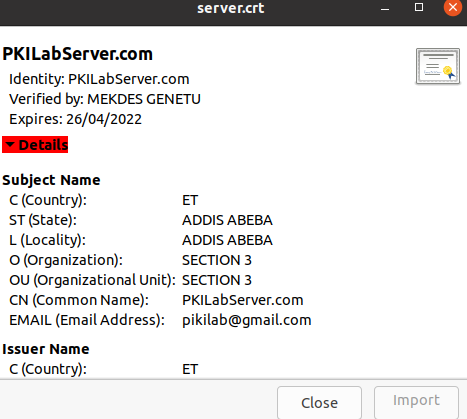 server.crt
PKILabServer.com
Identity: PKILabServer.com
Verified by: MEKDES GENETU
Expires: 26/04/2022
Details
Subject Name
C (Country): ET
ST (State): ADDIS ABEBA
L (Locality): ADDIS ABEBA
O (Organization): SECTION 3
OU (Organizational Unit): SECTION 3
CN (Common Name): PKILabServer.com
EMAIL (Email Address): pikilab@gmail.com
Issuer Name
C (Country): ET
Close Import